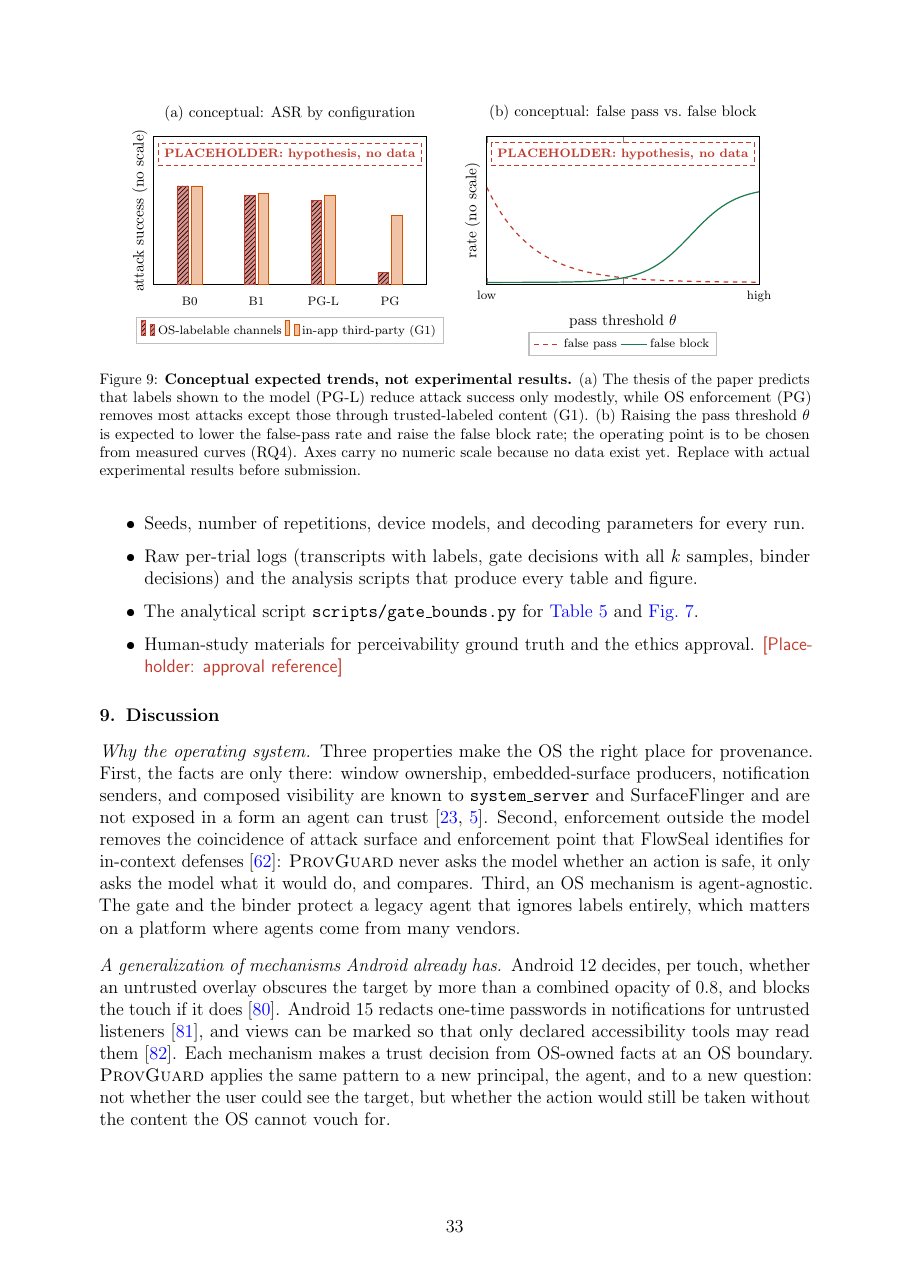 (a) conceptual: ASR by configuration
PLACEHOLDER: hypothesis, no data
attack success (no scale)
B0 B1 PG-L PG
OS-labelable channels in-app third-party (G1)
(b) conceptual: false pass vs. false block
PLACEHOLDER: hypothesis, no data
rate (no scale)
low high
pass threshold θ
false pass false block
Figure 9: Conceptual expected trends, not experimental results. (a) The thesis of the paper predicts
that labels shown to the model (PG-L) reduce attack success only modestly, while OS enforcement (PG)
removes most attacks except those through trusted-labeled content (G1). (b) Raising the pass threshold θ
is expected to lower the false-pass rate and raise the false block rate; the operating point is to be chosen
from measured curves (RQ4). Axes carry no numeric scale because no data exist yet. Replace with actual
experimental results before submission.
• Seeds, number of repetitions, device models, and decoding parameters for every run.
• Raw per-trial logs (transcripts with labels, gate decisions with all k samples, binder
decisions) and the analysis scripts that produce every table and figure.
• The analytical script scripts/gate_bounds.py for Table 5 and Fig. 7.
• Human-study materials for perceivability ground truth and the ethics approval. [Place-
holder: approval reference]
9. Discussion
Why the operating system. Three properties make the OS the right place for provenance.
First, the facts are only there: window ownership, embedded-surface producers, notification
senders, and composed visibility are known to system_server and SurfaceFlinger and are
not exposed in a form an agent can trust [23, 5]. Second, enforcement outside the model
removes the coincidence of attack surface and enforcement point that FlowSeal identifies for
in-context defenses [62]: ProvGuard never asks the model whether an action is safe, it only
asks the model what it would do, and compares. Third, an OS mechanism is agent-agnostic.
The gate and the binder protect a legacy agent that ignores labels entirely, which matters
on a platform where agents come from many vendors.
A generalization of mechanisms Android already has. Android 12 decides, per touch, whether
an untrusted overlay obscures the target by more than a combined opacity of 0.8, and blocks
the touch if it does [80]. Android 15 redacts one-time passwords in notifications for untrusted
listeners [81], and views can be marked so that only declared accessibility tools may read
them [82]. Each mechanism makes a trust decision from OS-owned facts at an OS boundary.
ProvGuard applies the same pattern to a new principal, the agent, and to a new question:
not whether the user could see the target, but whether the action would still be taken without
the content the OS cannot vouch for.
33